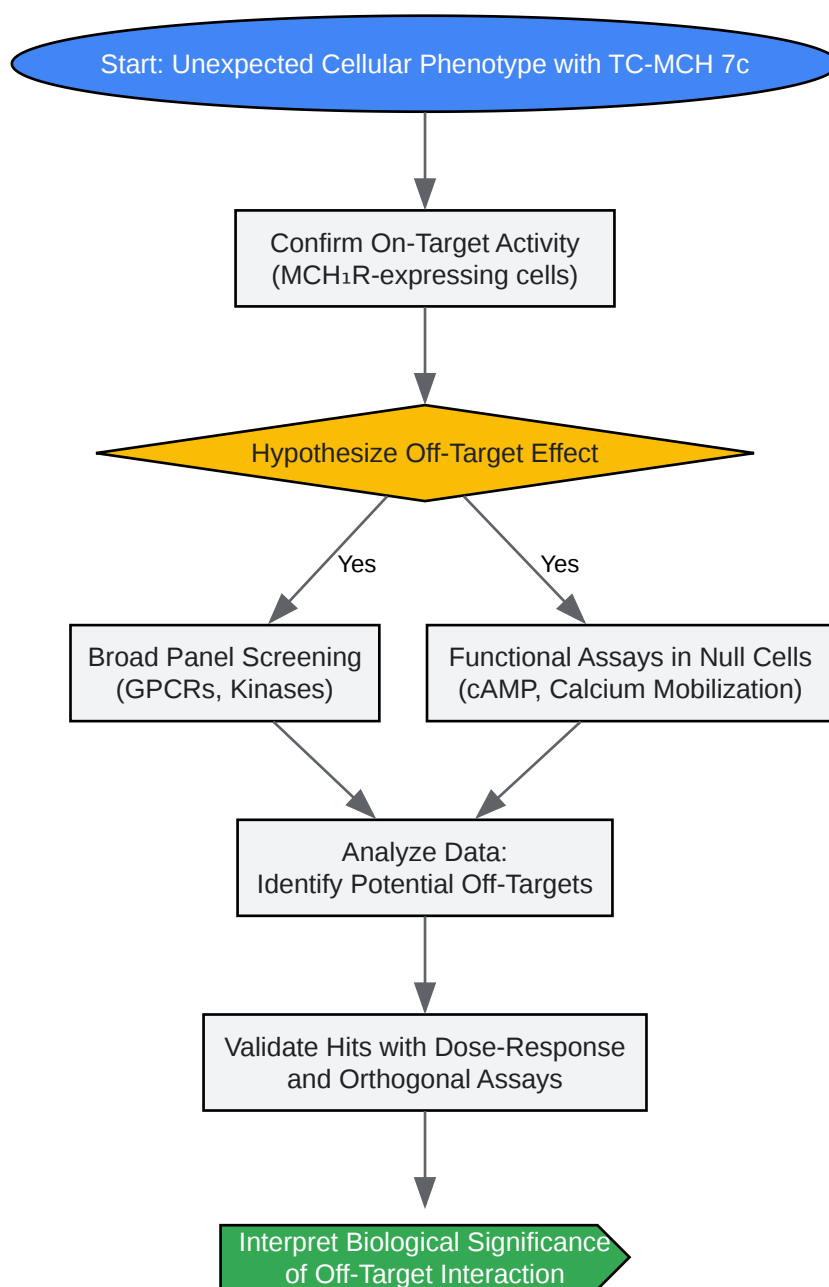 Start: Unexpected Cellular Phenotype with TC-MCH 7c
Confirm On-Target Activity
(MCH₁R-expressing cells)
Hypothesize Off-Target Effect
Yes
Yes
Broad Panel Screening
(GPCRs, Kinases)
Functional Assays in Null Cells
(cAMP, Calcium Mobilization)
Analyze Data:
Identify Potential Off-Targets
Validate Hits with Dose-Response
and Orthogonal Assays
Interpret Biological Significance
of Off-Target Interaction